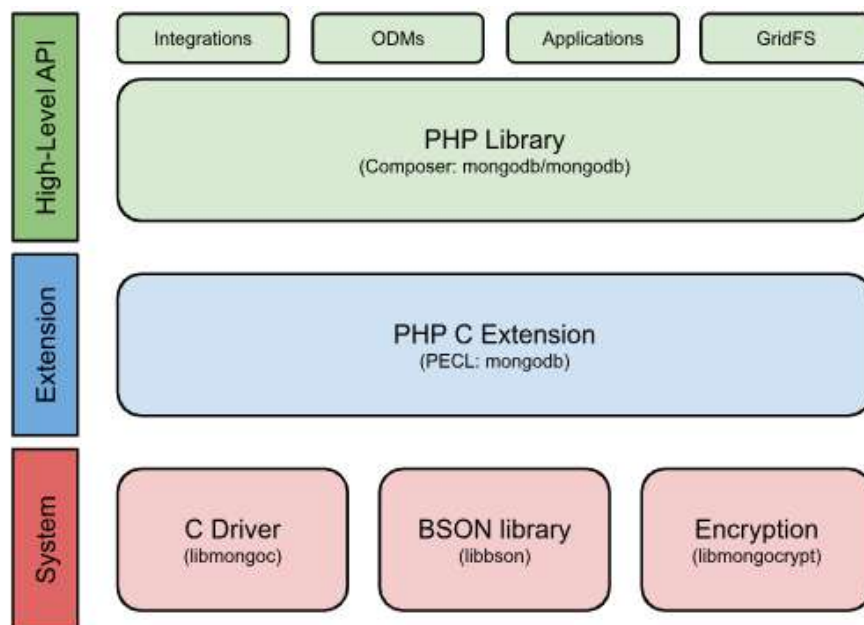 High-Level API
Integrations
ODMs
Applications
GridFS
PHP Library
(Composer: mongodb/mongodb)
Extension
PHP C Extension
(PECL: mongodb)
System
C Driver
(libmongoc)
BSON library
(libbson)
Encryption
(libmongocrypt)